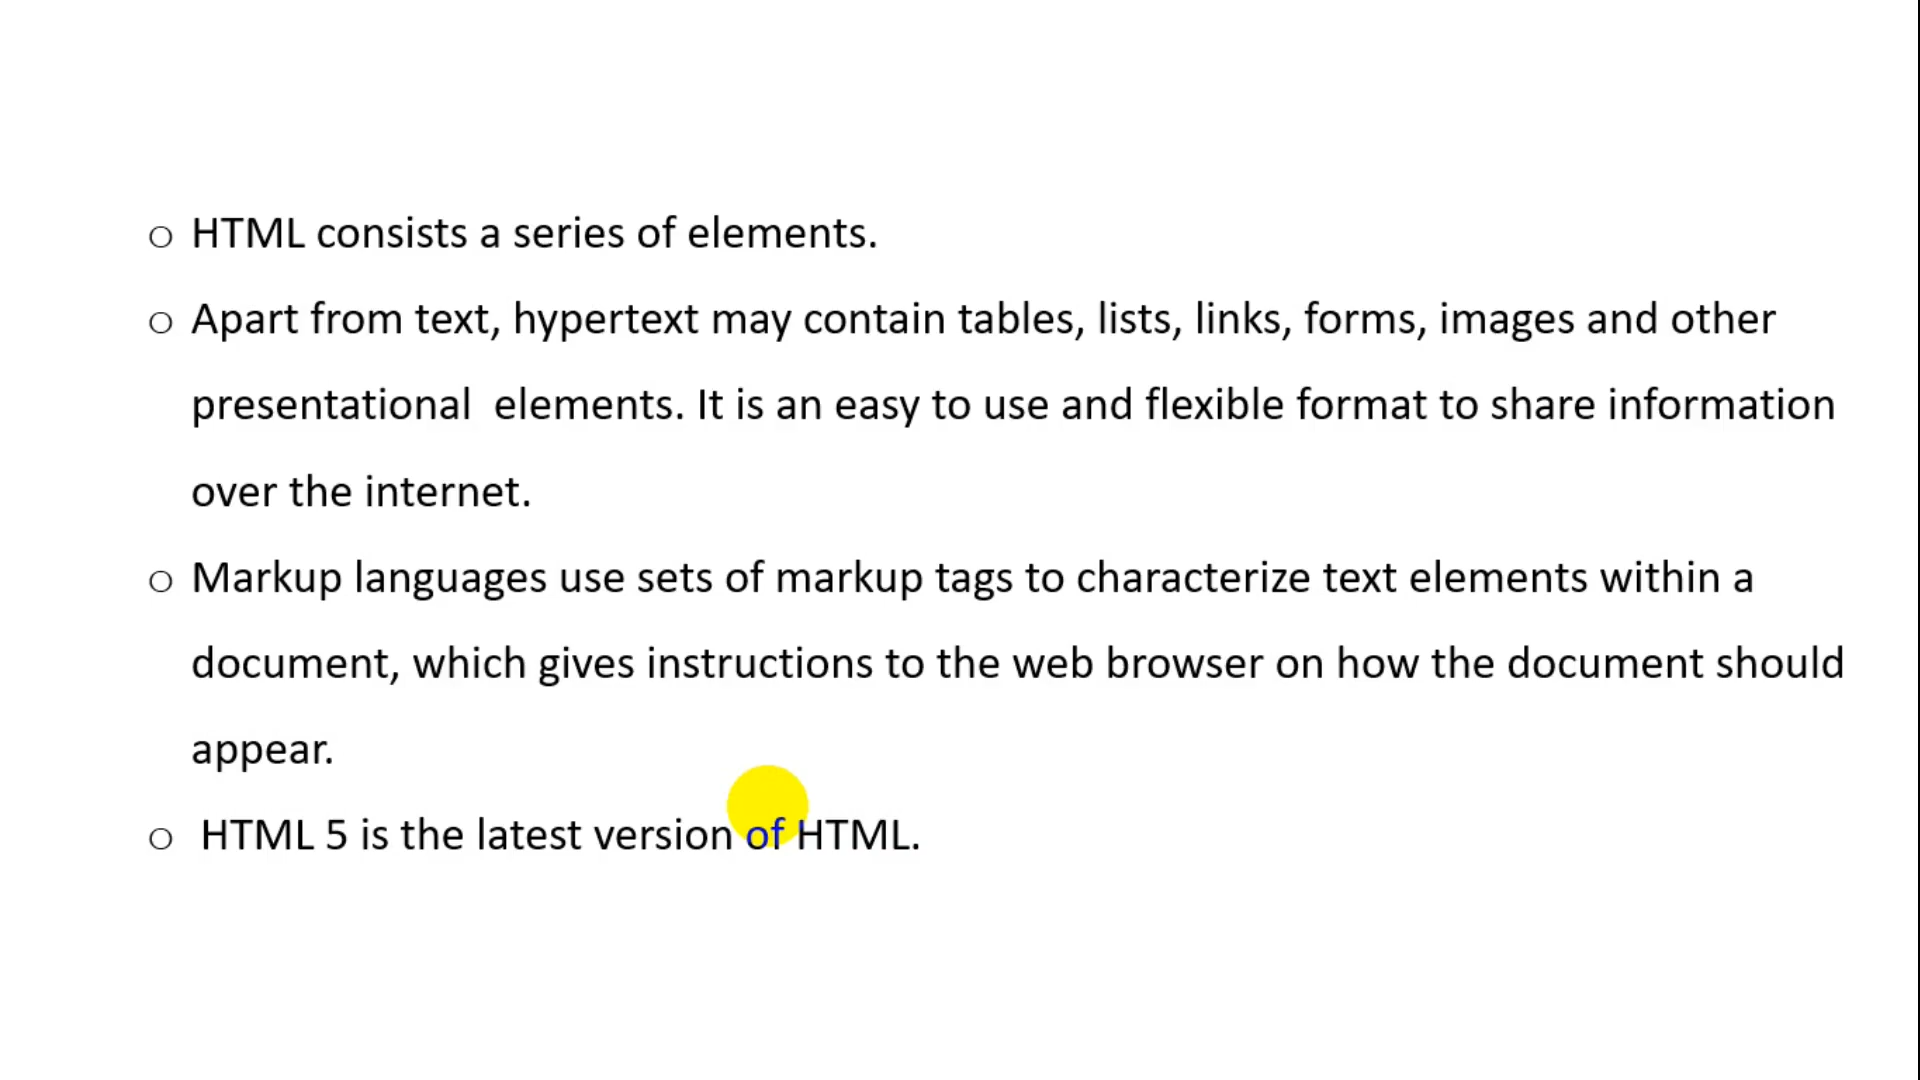 o HTML consists a series of elements.
o Apart from text, hypertext may contain tables, lists, links, forms, images and other
presentational  elements. It is an easy to use and flexible format to share information
over the internet.
o Markup languages use sets of markup tags to characterize text elements within a
document, which gives instructions to the web browser on how the document should
appear.
o HTML 5 is the latest version of HTML.